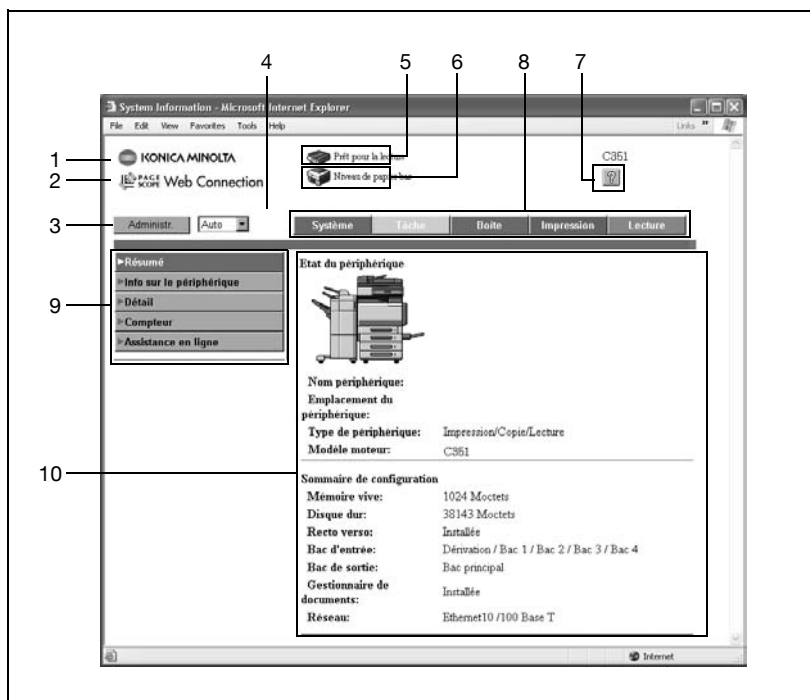 4 5 6 8 7
System Information - Microsoft Internet Explorer
File Edit View Favorites Tools Help
Links »
1
KONICA MINOLTA
Prêt pour la lecture
C351
2
PAGE SCOPE Web Connection
Niveau de papier bas
?
3
Administr.
Auto
Système Tâche Boîte Impression Lecture
9
Résumé
Info sur le périphérique
Détail
Compteur
Assistance en ligne
10
Etat du périphérique
Nom périphérique:
Emplacement du
périphérique:
Type de périphérique: Impression/Copie/Lecture
Modèle moteur: C351
Sommaire de configuration
Mémoire vive: 1024 Moctets
Disque dur: 38143 Moctets
Recto verso: Installée
Bac d'entrée: Dérivation / Bac 1 / Bac 2 / Bac 3 / Bac 4
Bac de sortie: Bac principal
Gestionnaire de
documents: Installée
Réseau: Ethernet10 /100 Base T
Internet